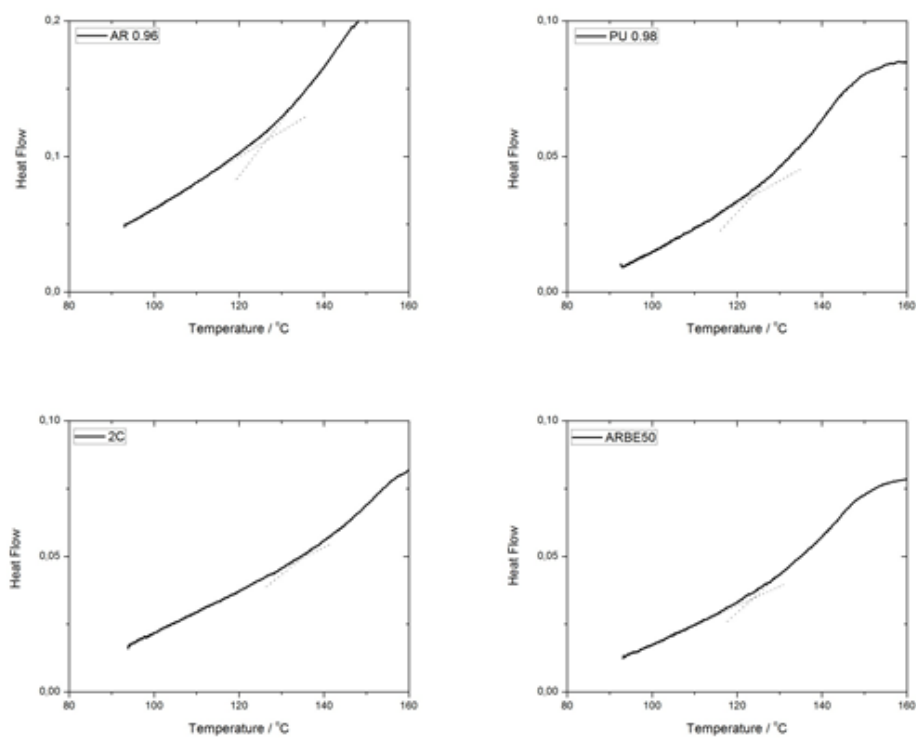 AR 0.96
0,2
0,1
0,0
Heat Flow
80 100 120 140 160
Temperature / °C
PU 0.98
0,10
0,05
0,00
Heat Flow
80 100 120 140 160
Temperature / °C
2C
0,10
0,05
0,00
Heat Flow
80 100 120 140 160
Temperature / °C
ARBE50
0,10
0,05
0,00
Heat Flow
80 100 120 140 160
Temperature / °C